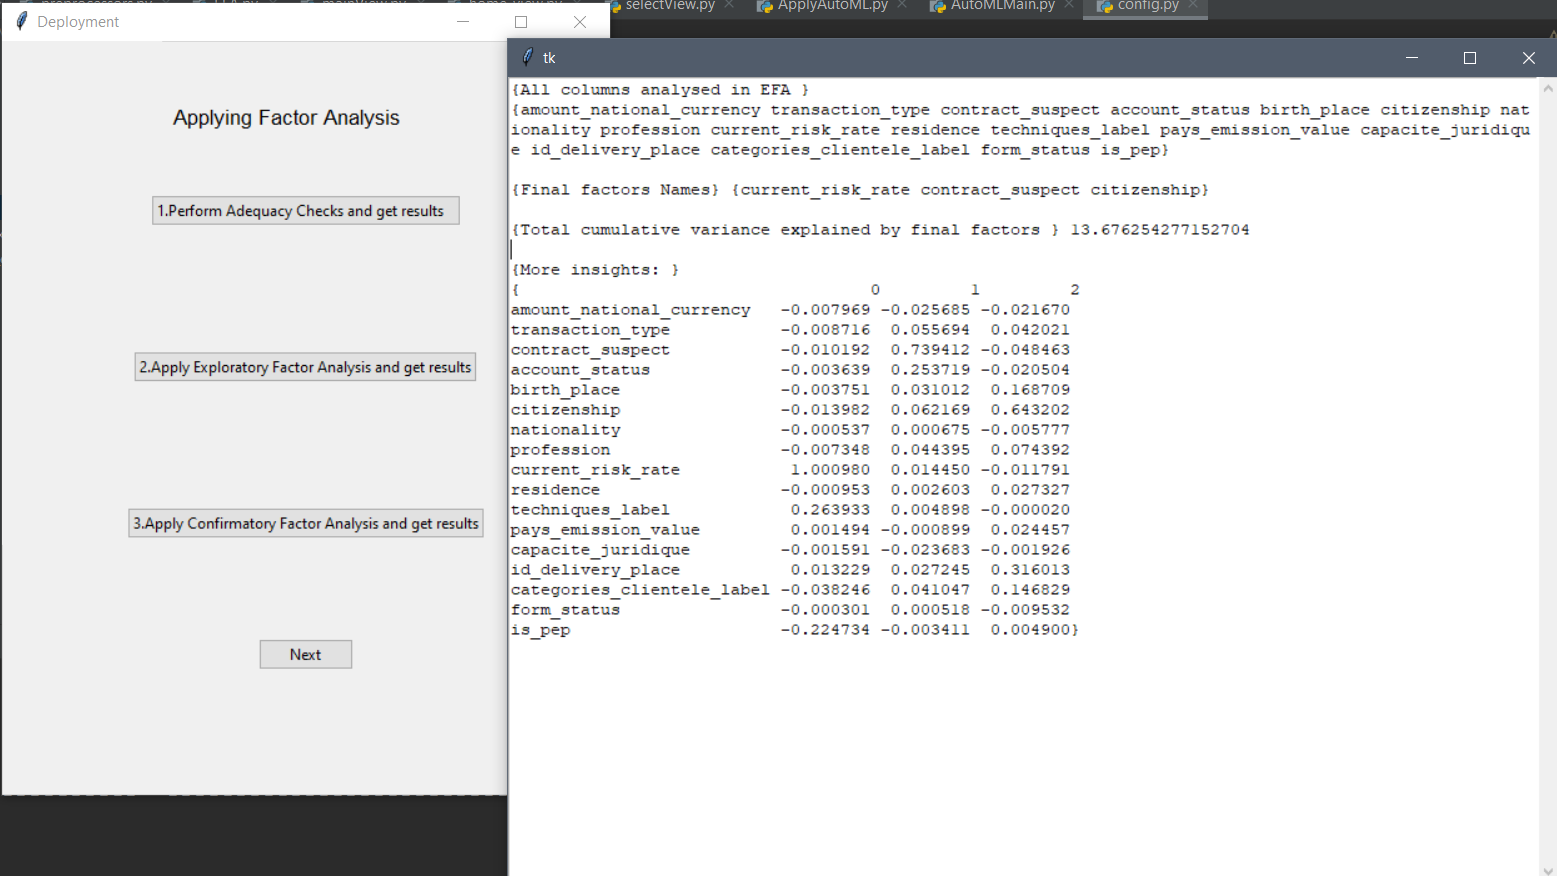 selectView.py
ApplyAutoML.py
AutoMLMain.py
config.py
Deployment
Applying Factor Analysis
1.Perform Adequacy Checks and get results
2.Apply Exploratory Factor Analysis and get results
3.Apply Confirmatory Factor Analysis and get results
Next
tk
{All columns analysed in EFA }
{amount_national_currency transaction_type contract_suspect account_status birth_place citizenship nat
ionality profession current_risk_rate residence techniques_label pays_emission_value capacite_juridiqu
e id_delivery_place categories_clientele_label form_status is_pep}
{Final factors Names} {current_risk_rate contract_suspect citizenship}
{Total cumulative variance explained by final factors } 13.676254277152704
{More insights: }
{ 0 1 2
amount_national_currency -0.007969 -0.025685 -0.021670
transaction_type -0.008716 0.055694 0.042021
contract_suspect -0.010192 0.739412 -0.048463
account_status -0.003639 0.253719 -0.020504
birth_place -0.003751 0.031012 0.168709
citizenship -0.013982 0.062169 0.643202
nationality -0.000537 0.000675 -0.005777
profession -0.007348 0.044395 0.074392
current_risk_rate 1.000980 0.014450 -0.011791
residence -0.000953 0.002603 0.027327
techniques_label 0.263933 0.004898 -0.000020
pays_emission_value 0.001494 -0.000899 0.024457
capacite_juridique -0.001591 -0.023683 -0.001926
id_delivery_place 0.013229 0.027245 0.316013
categories_clientele_label -0.038246 0.041047 0.146829
form_status -0.000301 0.000518 -0.009532
is_pep -0.224734 -0.003411 0.004900}